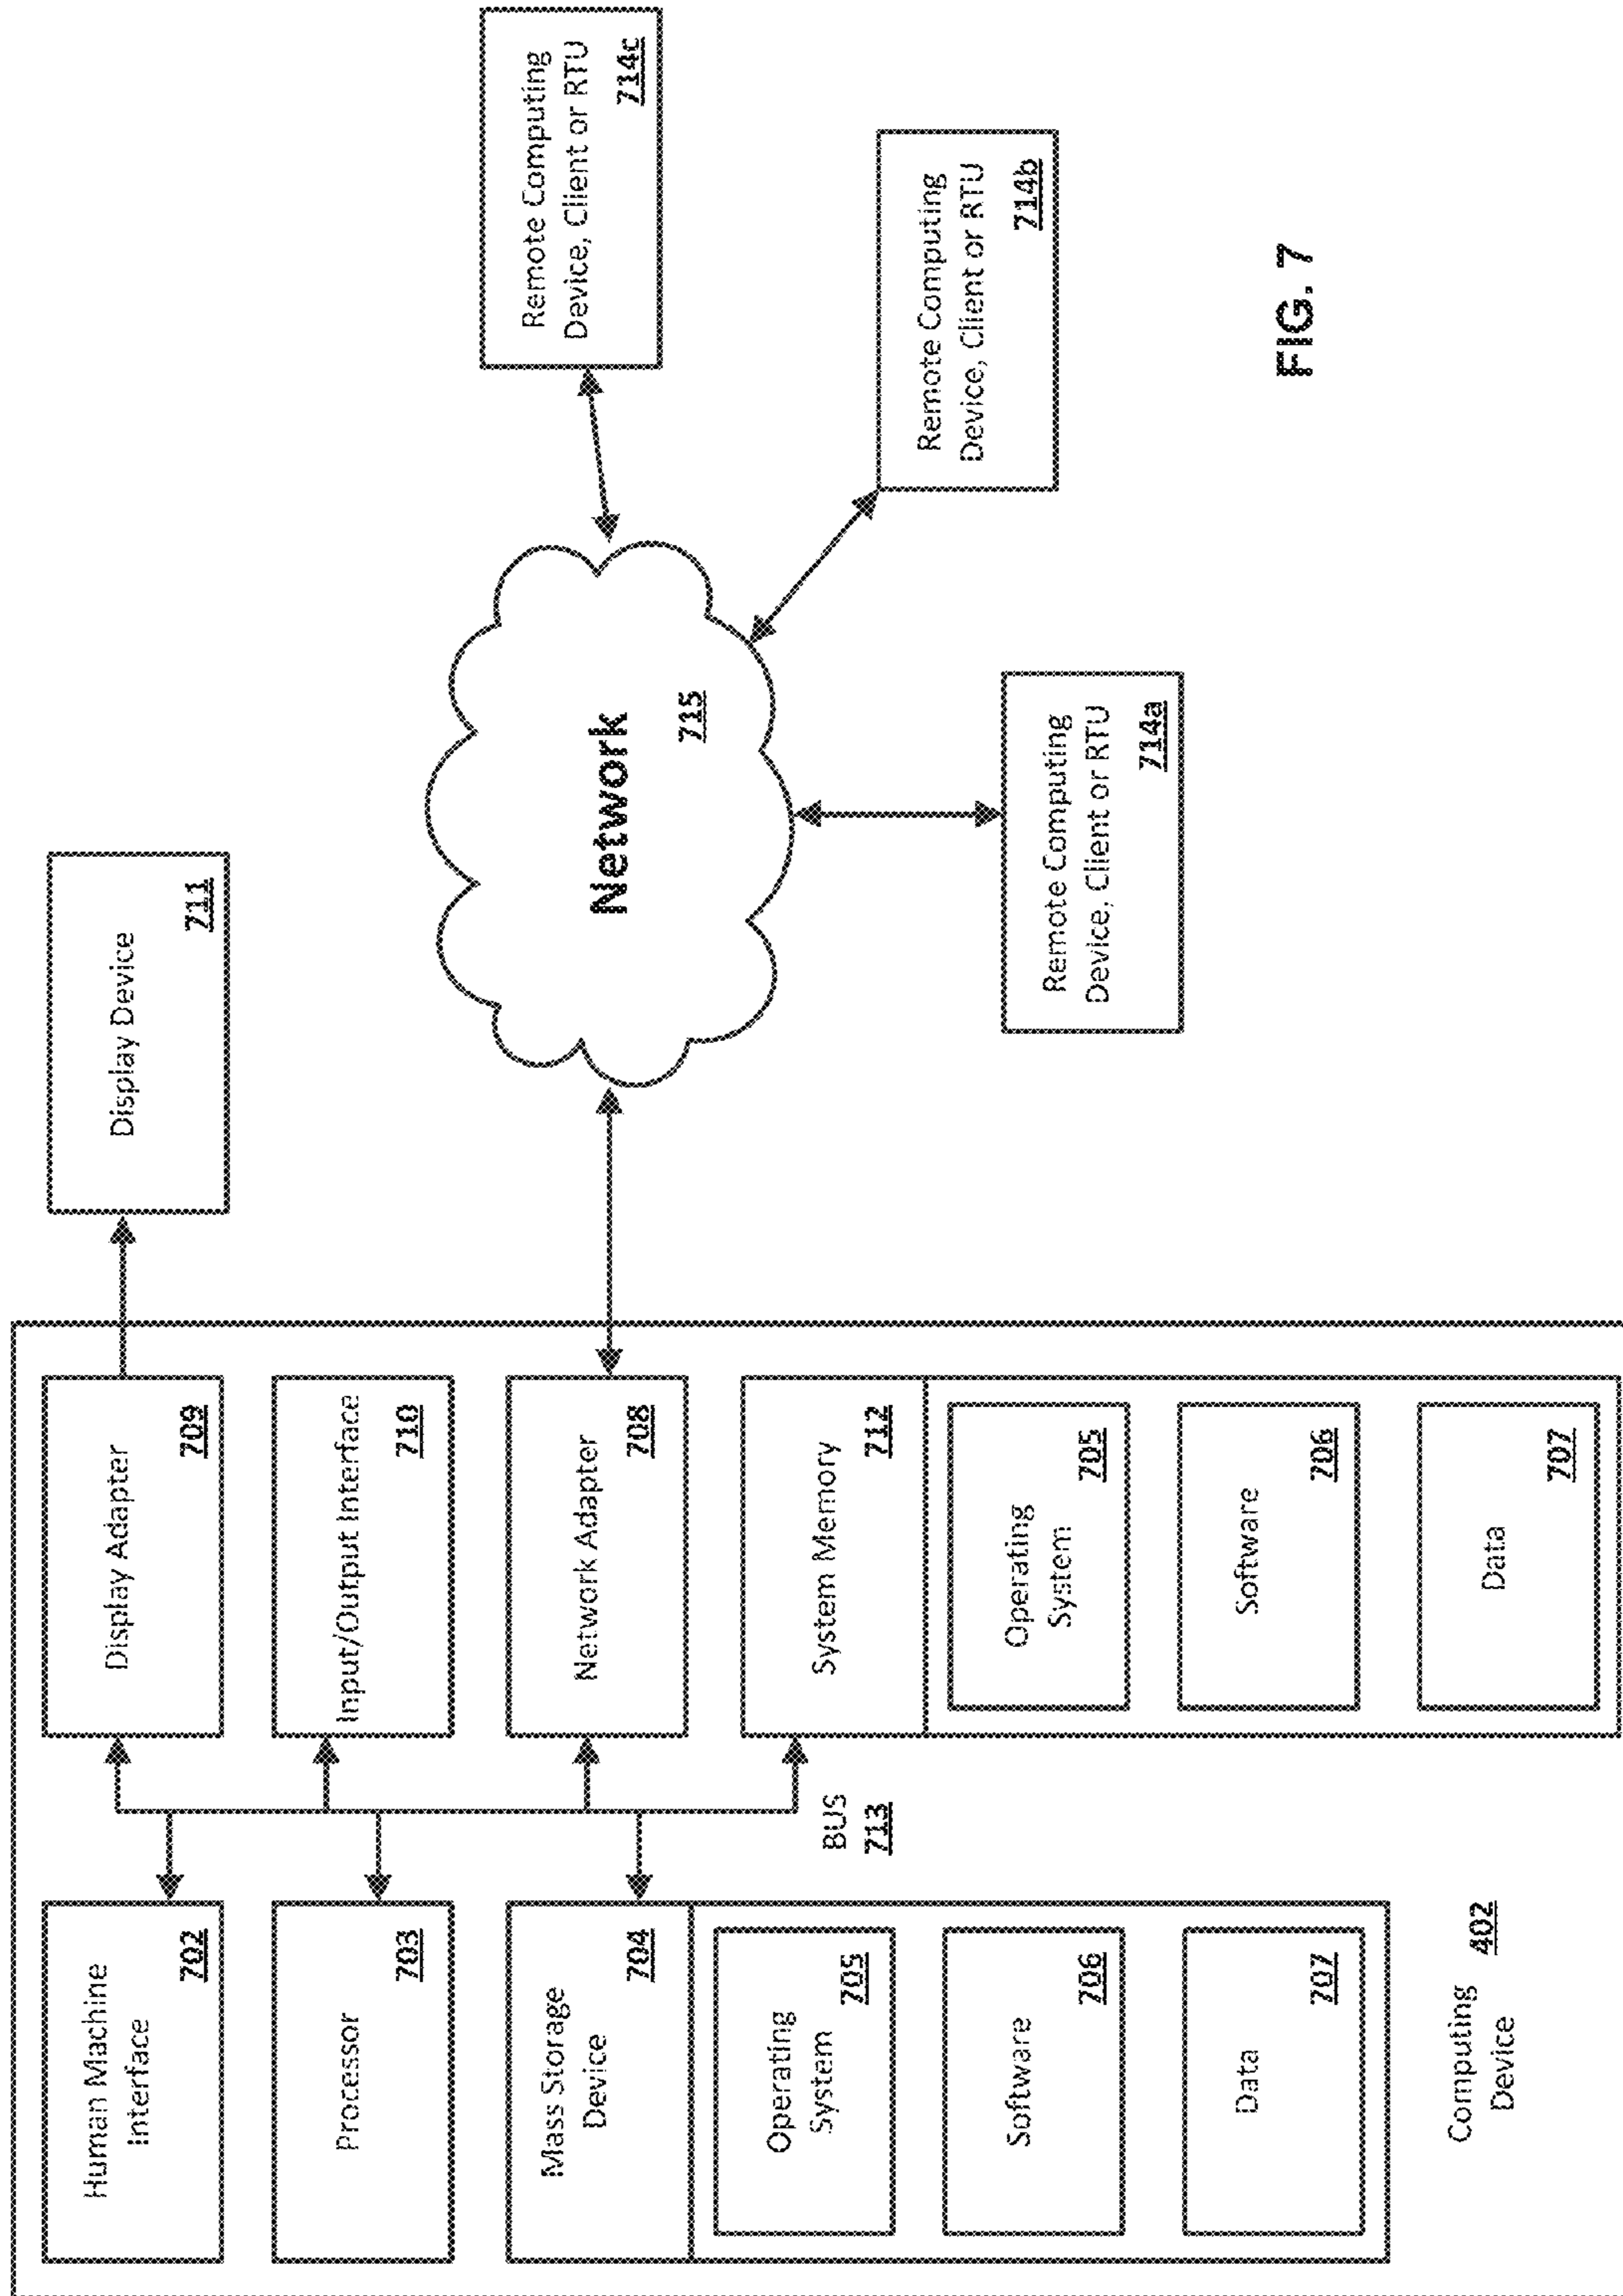 Human Machine
Interface
702
Processor
703
Mass Storage
Device
704
Operating
System
705
Software
706
Data
707
Computing
Device
402
BUS
713
Display Adapter
709
Input/Output Interface
710
Network Adapter
708
System Memory
712
Operating
System
705
Software
706
Data
707
Display Device
711
Network
715
Remote Computing
Device, Client or RTU
714a
Remote Computing
Device, Client or RTU
714b
Remote Computing
Device, Client or RTU
714c
FIG. 7